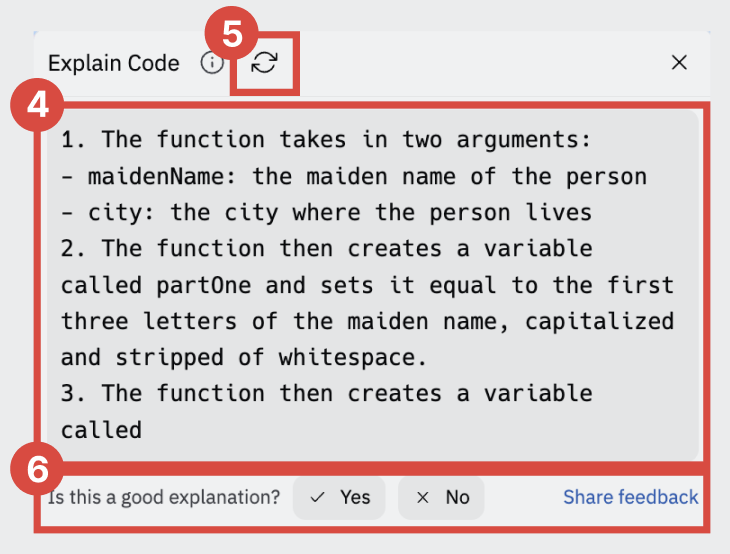 5
Explain Code
4
1. The function takes in two arguments:
- maidenName: the maiden name of the person
- city: the city where the person lives
2. The function then creates a variable
called partOne and sets it equal to the first
three letters of the maiden name, capitalized
and stripped of whitespace.
3. The function then creates a variable
called
6
Is this a good explanation? Yes No Share feedback